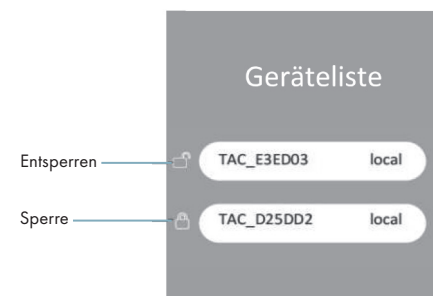 Geräteliste
Entsperren TAC_E3ED03 local
Sperre TAC_D25DD2 local